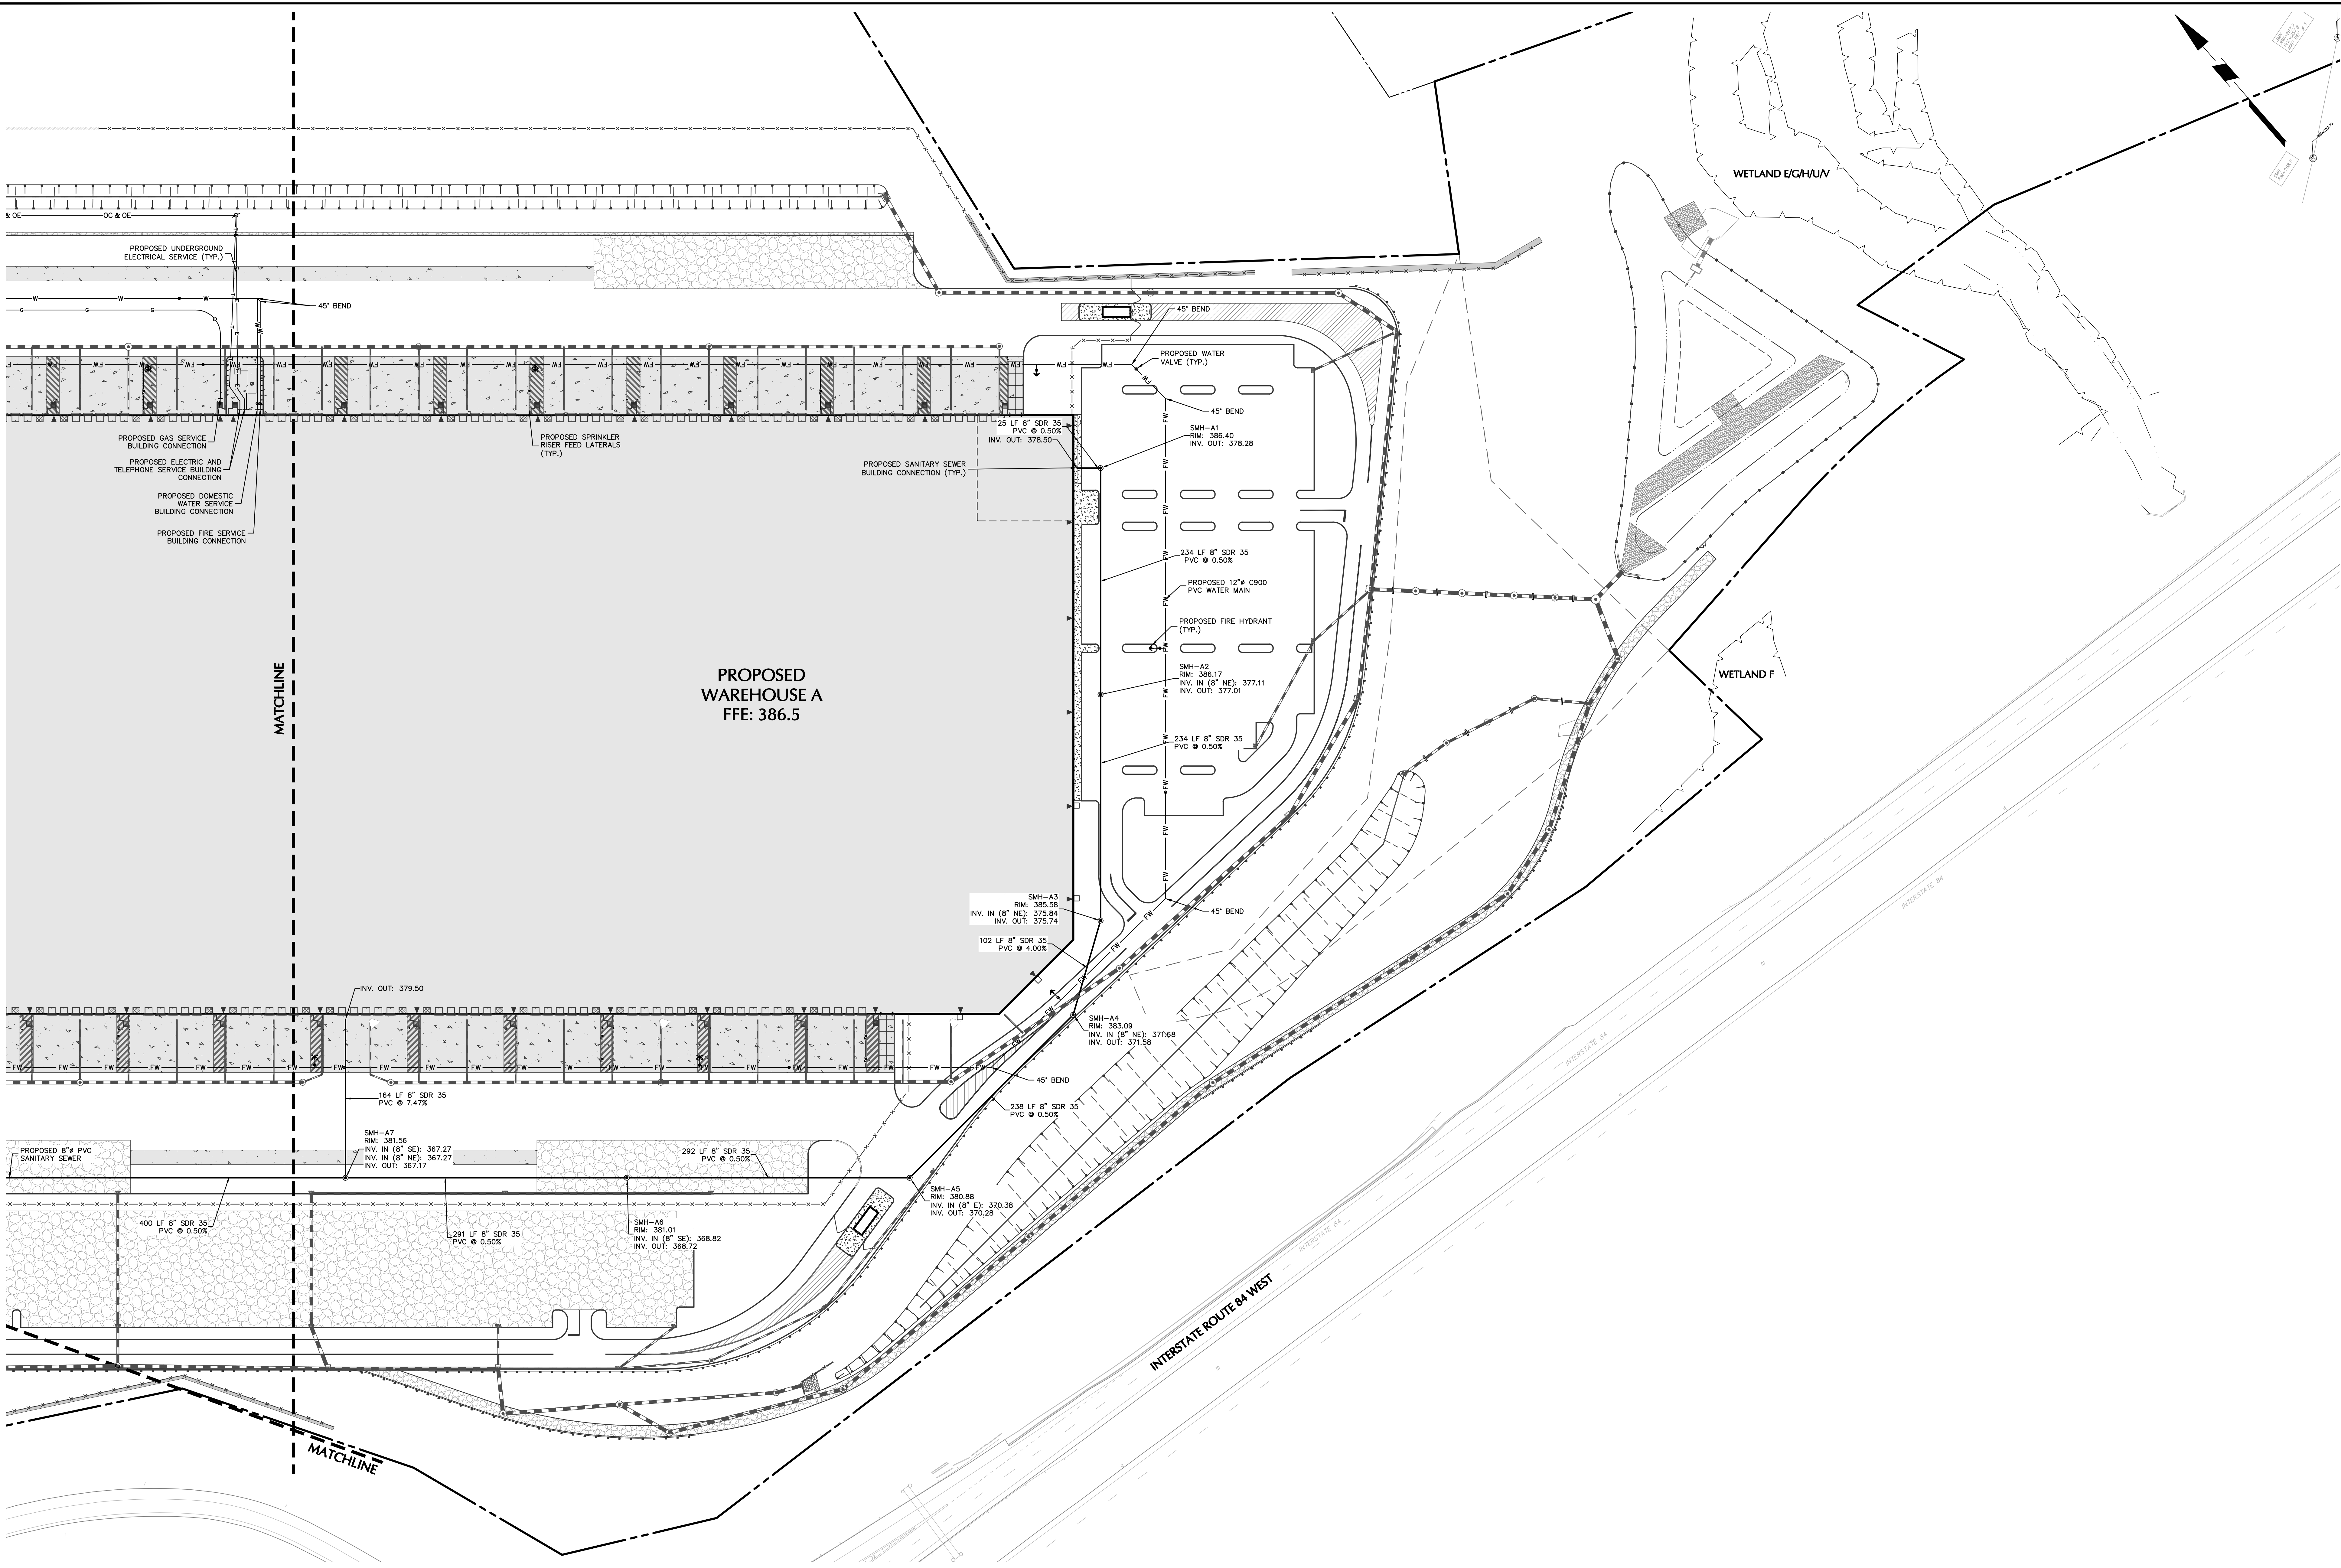 WETLAND E/G/H/U/V
& OE
OC & OE
PROPOSED UNDERGROUND
ELECTRICAL SERVICE (TYP.)
45° BEND
45° BEND
PROPOSED WATER
VALVE (TYP.)
45° BEND
PROPOSED GAS SERVICE
BUILDING CONNECTION
PROPOSED ELECTRIC AND
TELEPHONE SERVICE BUILDING
CONNECTION
PROPOSED DOMESTIC
WATER SERVICE
BUILDING CONNECTION
PROPOSED FIRE SERVICE
BUILDING CONNECTION
PROPOSED SPRINKLER
RISER FEED LATERALS
(TYP.)
25 LF 8" SDR 35
PVC @ 0.50%
INV. OUT: 378.50
SMH-A1
RIM: 386.40
INV. OUT: 378.28
PROPOSED SANITARY SEWER
BUILDING CONNECTION (TYP.)
234 LF 8" SDR 35
PVC @ 0.50%
PROPOSED 12"ø C900
PVC WATER MAIN
PROPOSED FIRE HYDRANT
(TYP.)
SMH-A2
RIM: 386.17
INV. IN (8" NE): 377.11
INV. OUT: 377.01
MATCHLINE
PROPOSED
WAREHOUSE A
FFE: 386.5
WETLAND F
234 LF 8" SDR 35
PVC @ 0.50%
SMH-A3
RIM: 385.58
INV. IN (8" NE): 375.84
INV. OUT: 375.74
45° BEND
102 LF 8" SDR 35
PVC @ 4.00%
INTERSTATE 84
INV. OUT: 379.50
SMH-A4
RIM: 383.09
INV. IN (8" NE): 371.68
INV. OUT: 371.58
INTERSTATE 84
45° BEND
164 LF 8" SDR 35
PVC @ 7.47%
238 LF 8" SDR 35
PVC @ 0.50%
SMH-A7
RIM: 381.56
INV. IN (8" SE): 367.27
INV. IN (8" NE): 367.27
INV. OUT: 367.17
PROPOSED 8"ø PVC
SANITARY SEWER
292 LF 8" SDR 35
PVC @ 0.50%
SMH-A5
RIM: 380.88
INV. IN (8" E): 370.38
INV. OUT: 370.28
400 LF 8" SDR 35
PVC @ 0.50%
291 LF 8" SDR 35
PVC @ 0.50%
SMH-A6
RIM: 381.01
INV. IN (8" SE): 368.82
INV. OUT: 368.72
INTERSTATE 84
INTERSTATE ROUTE 84 WEST
MATCHLINE